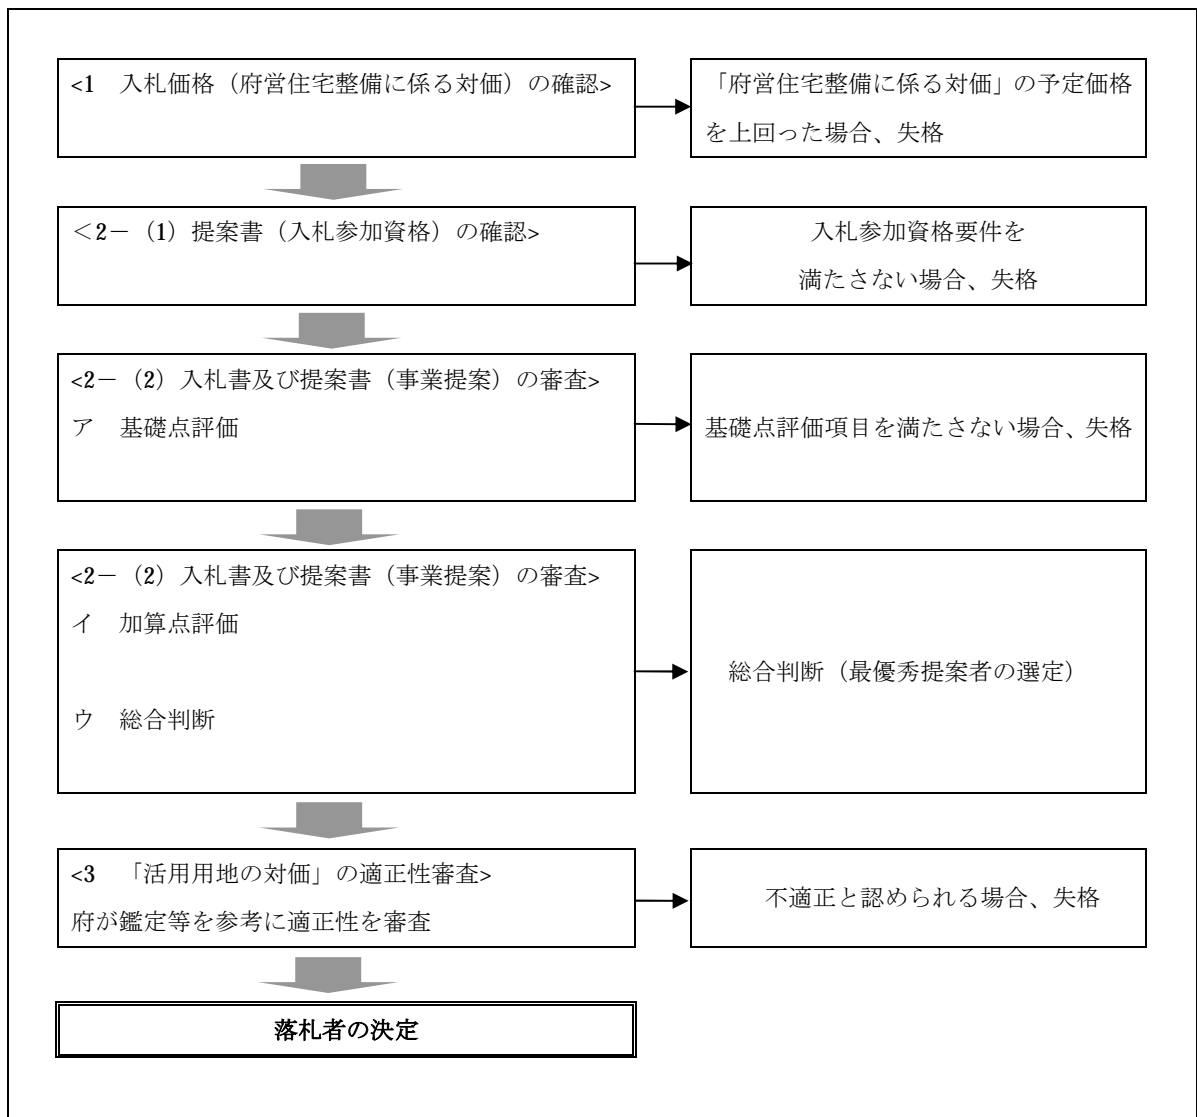 <1　入札価格（府営住宅整備に係る対価）の確認>
「府営住宅整備に係る対価」の予定価格
を上回った場合、失格
＜2－（1）提案書（入札参加資格）の確認>
入札参加資格要件を
満たさない場合、失格
<2－（2）入札書及び提案書（事業提案）の審査>
ア　基礎点評価
基礎点評価項目を満たさない場合、失格
<2－（2）入札書及び提案書（事業提案）の審査>
イ　加算点評価
ウ　総合判断
総合判断（最優秀提案者の選定）
<3　「活用用地の対価」の適正性審査>
府が鑑定等を参考に適正性を審査
不適正と認められる場合、失格
落札者の決定